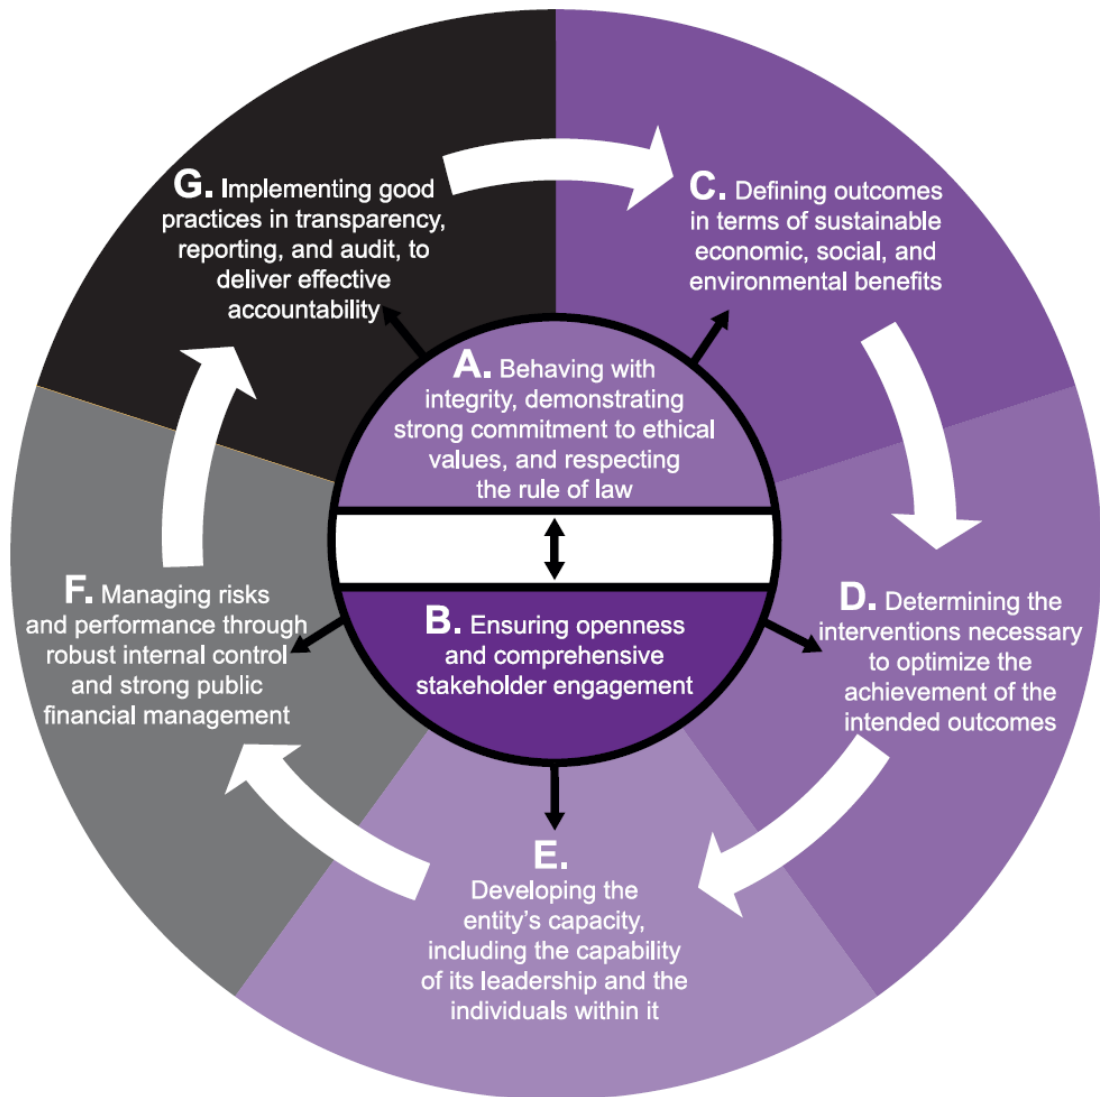 G. Implementing good
practices in transparency,
reporting, and audit, to
deliver effective
accountability
C. Defining outcomes
in terms of sustainable
economic, social, and
environmental benefits
A. Behaving with
integrity, demonstrating
strong commitment to ethical
values, and respecting
the rule of law
B. Ensuring openness
and comprehensive
stakeholder engagement
D. Determining the
interventions necessary
to optimize the
achievement of the
intended outcomes
E.
Developing the
entity's capacity,
including the capability
of its leadership and the
individuals within it
F. Managing risks
and performance through
robust internal control
and strong public
financial management